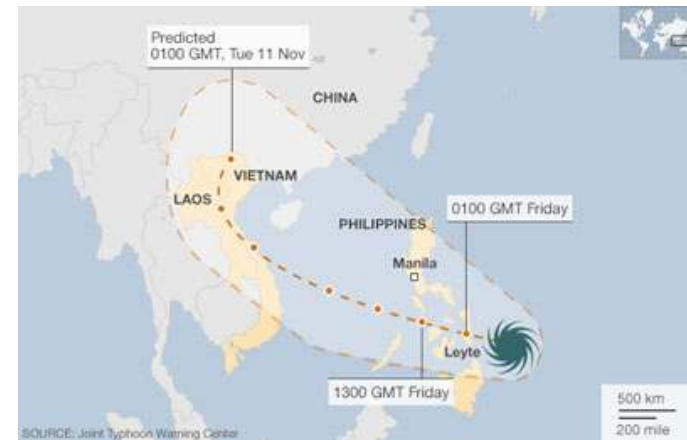 Predicted
0100 GMT, Tue 11 Nov
CHINA
VIETNAM
LAOS
0100 GMT Friday
PHILIPPINES
Manila
Leyte
1300 GMT Friday
500 km
200 mile
SOURCE: Joint Typhoon Warning Center